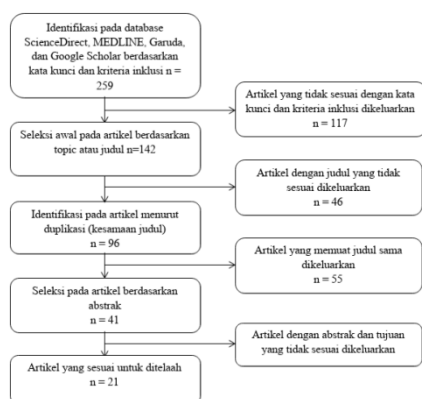 Identifikasi pada database
ScienceDirect, MEDLINE, Garuda,
dan Google Scholar berdasarkan
kata kunci dan kriteria inklusi n =
259
Artikel yang tidak sesuai dengan kata
kunci dan kriteria inklusi dikeluarkan
n = 117
Seleksi awal pada artikel berdasarkan
topic atau judul n=142
Artikel dengan judul yang tidak
sesuai dikeluarkan
n = 46
Identifikasi pada artikel menurut
duplikasi (kesamaan judul)
n = 96
Artikel yang memuat judul sama
dikeluarkan
n = 55
Seleksi pada artikel berdasarkan
abstrak
n = 41
Artikel dengan abstrak dan tujuan
yang tidak sesuai dikeluarkan
Artikel yang sesuai untuk ditelaah
n = 21